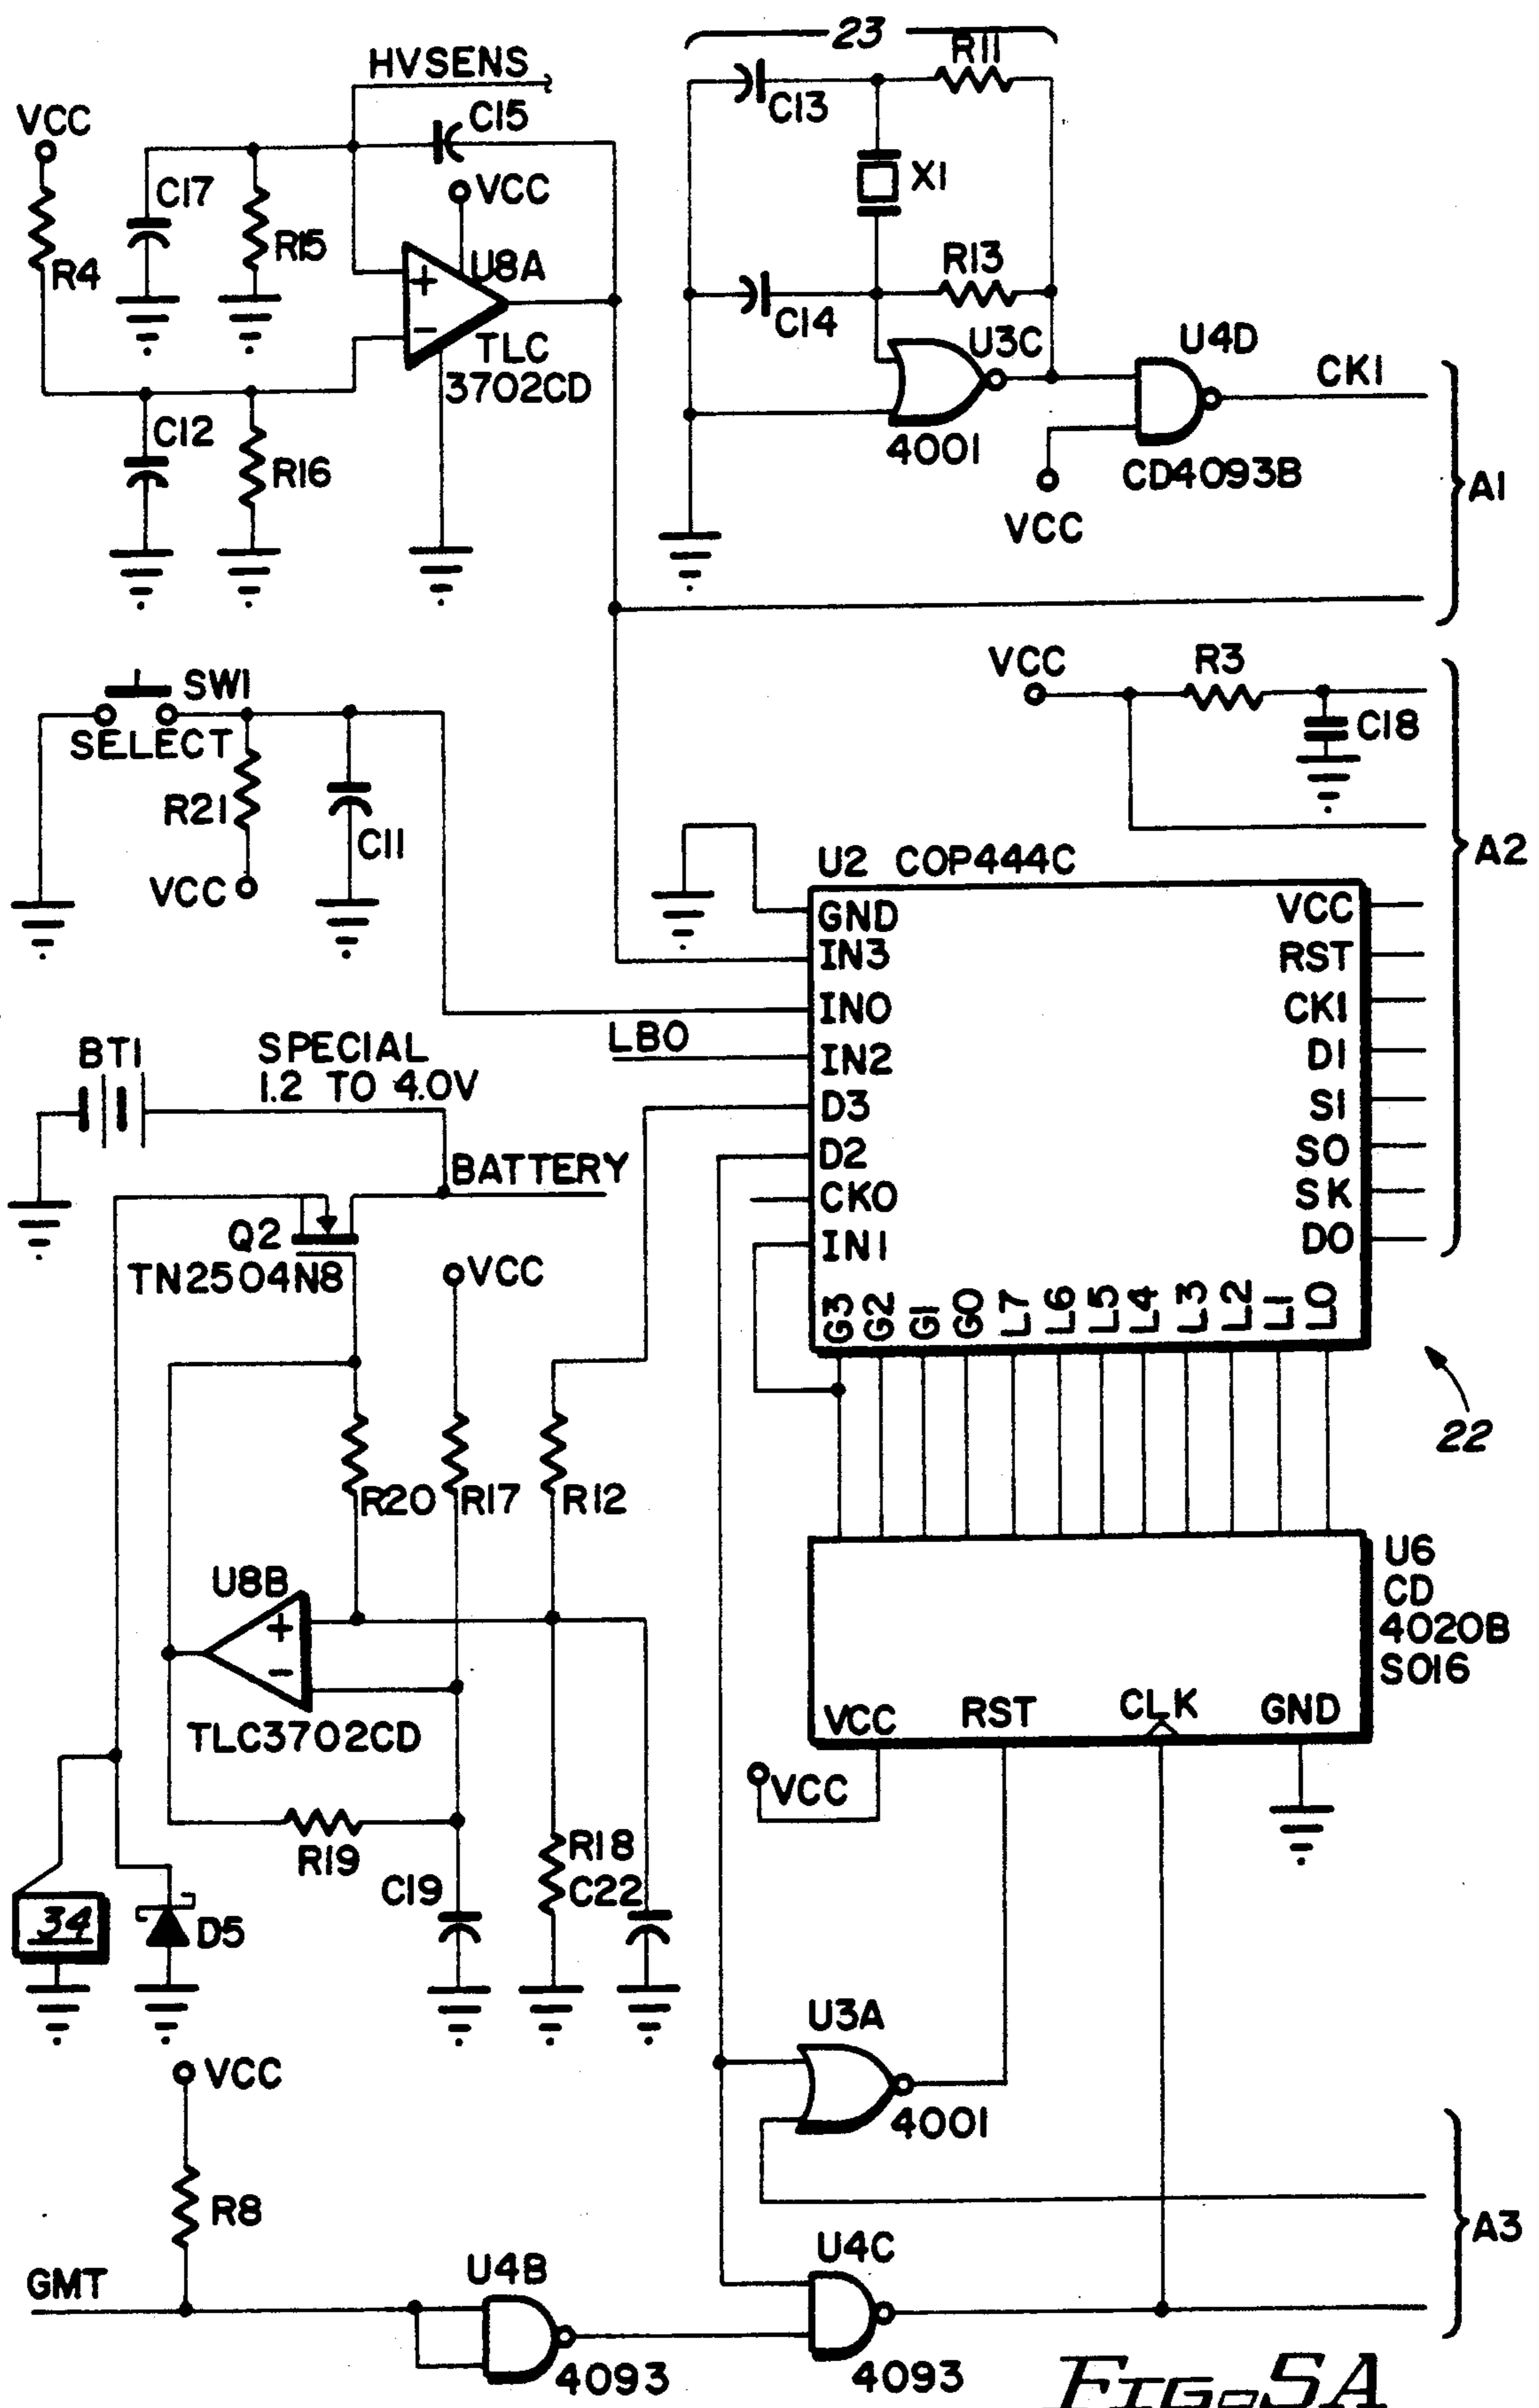 23
HVSENS
R11
C15
C13
VCC
C17
VCC
X1
R15
U8A
R13
R4
C14
TLC
3702CD
U3C
U4D
CK1
C12
R16
4001
CD4093B
A1
VCC
VCC
R3
SW1
SELECT
C18
R21
C11
VCC
A2
U2 COP444C
GND
VCC
IN3
RST
IN0
CK1
LBO
IN2
D1
BT1
SPECIAL
1.2 TO 4.0V
D3
S1
D2
SO
BATTERY
CKO
SK
Q2
IN1
DO
TN2504N8
VCC
G3 G2 G1 G0 L7 L6 L5 L4 L3 L2 L1 L0
22
R20
R17
R12
U8B
U6
CD
4020B
SO16
TLC3702CD
VCC
RST
CLK
GND
VCC
R19
R18
C19
C22
34
D5
U3A
VCC
4001
R8
A3
GMT
U4B
U4C
4093
4093
FIG. 5A